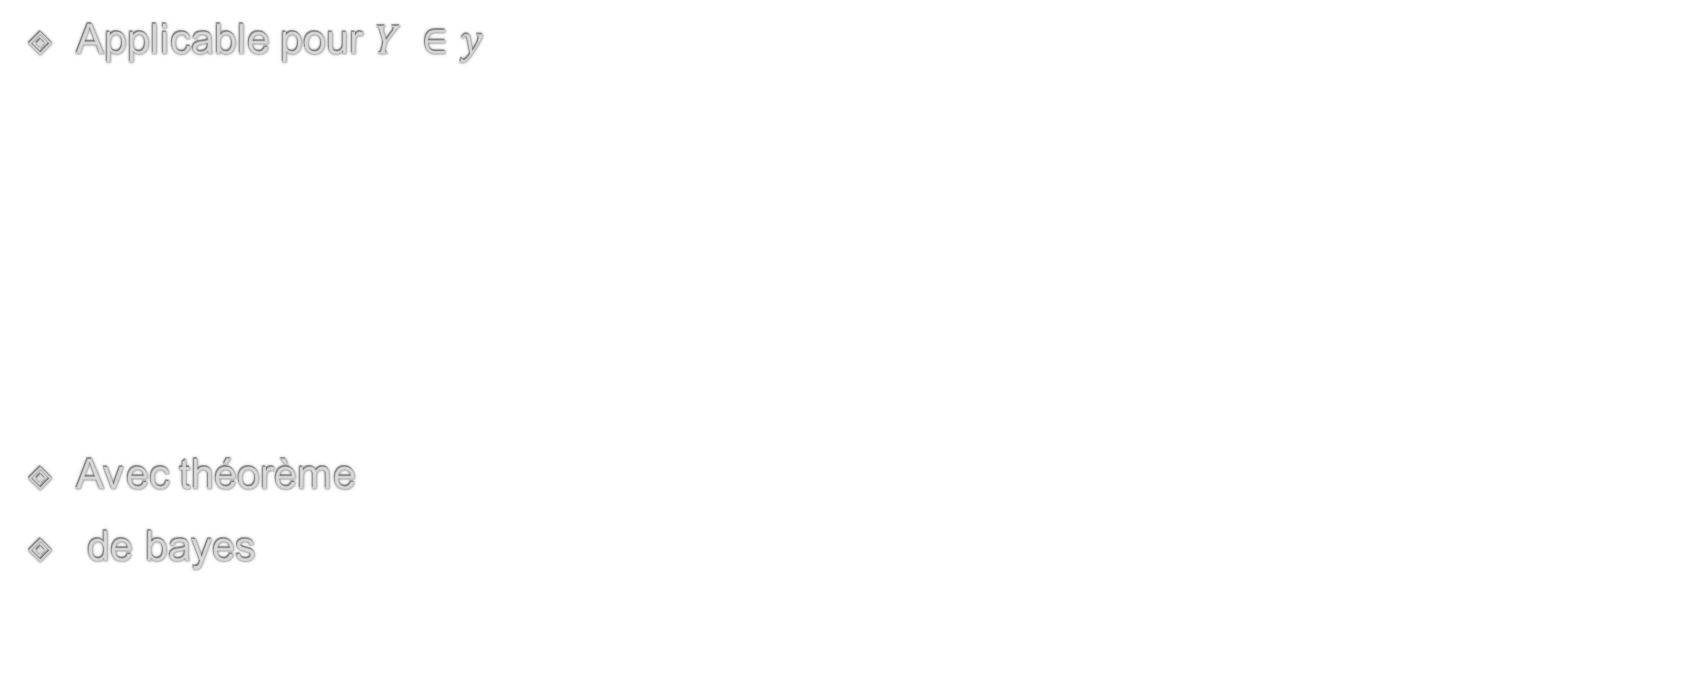 Applicable pour Y ∈ y
Avec théorème
de bayes